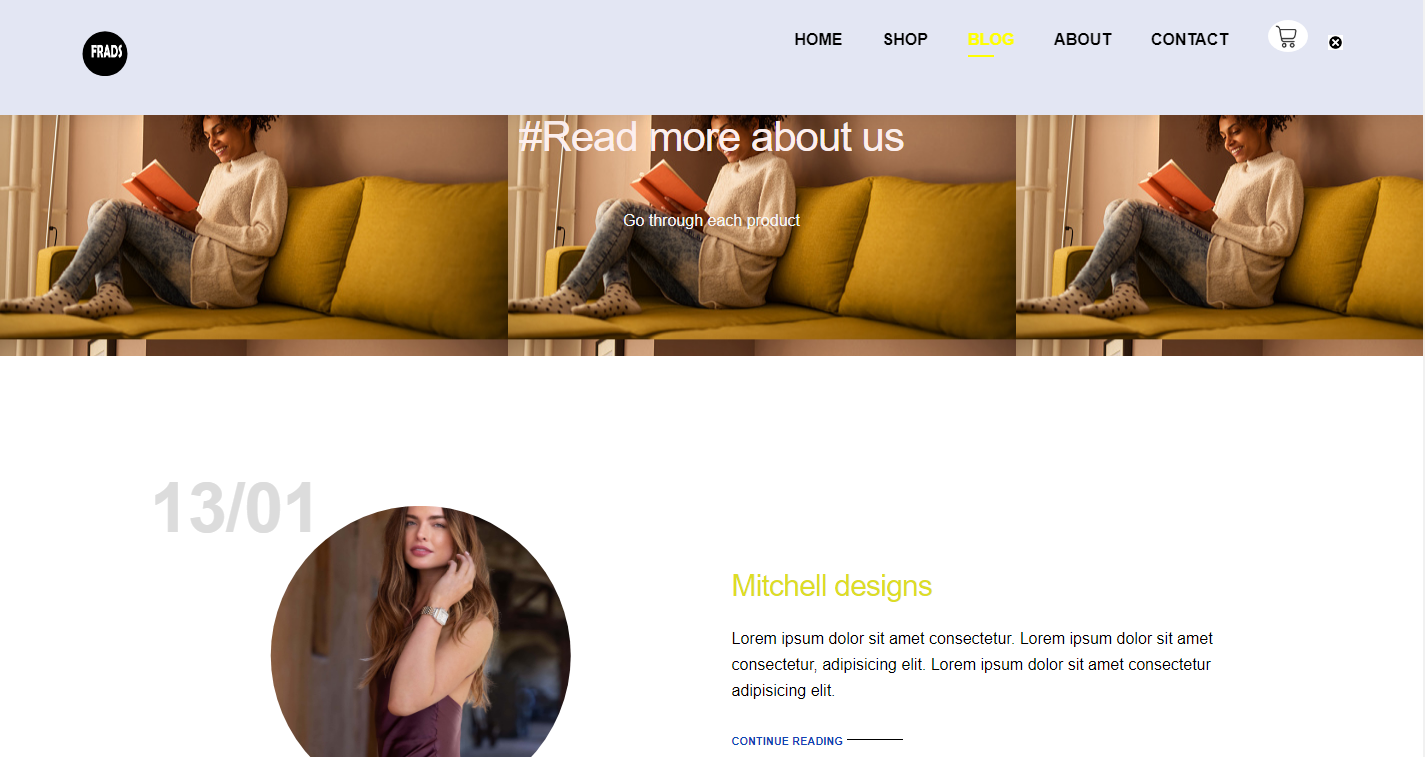 FRADS
HOME SHOP BLOG ABOUT CONTACT
#Read more about us
Go through each product
13/01
Mitchell designs
Lorem ipsum dolor sit amet consectetur. Lorem ipsum dolor sit amet
consectetur, adipisicing elit. Lorem ipsum dolor sit amet consectetur
adipisicing elit.
CONTINUE READING